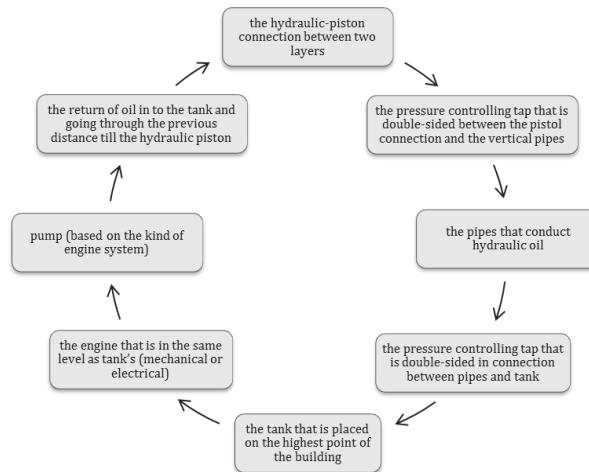 the hydraulic-piston
connection between two
layers
the pressure controlling tap that is
double-sided between the pistol
connection and the vertical pipes
the pipes that conduct
hydraulic oil
the pressure controlling tap that
is double-sided in connection
between pipes and tank
the tank that is placed
on the highest point of
the building
the engine that is in the same
level as tank's (mechanical or
electrical)
pump (based on the kind of
engine system)
the return of oil in to the tank and
going through the previous
distance till the hydraulic piston